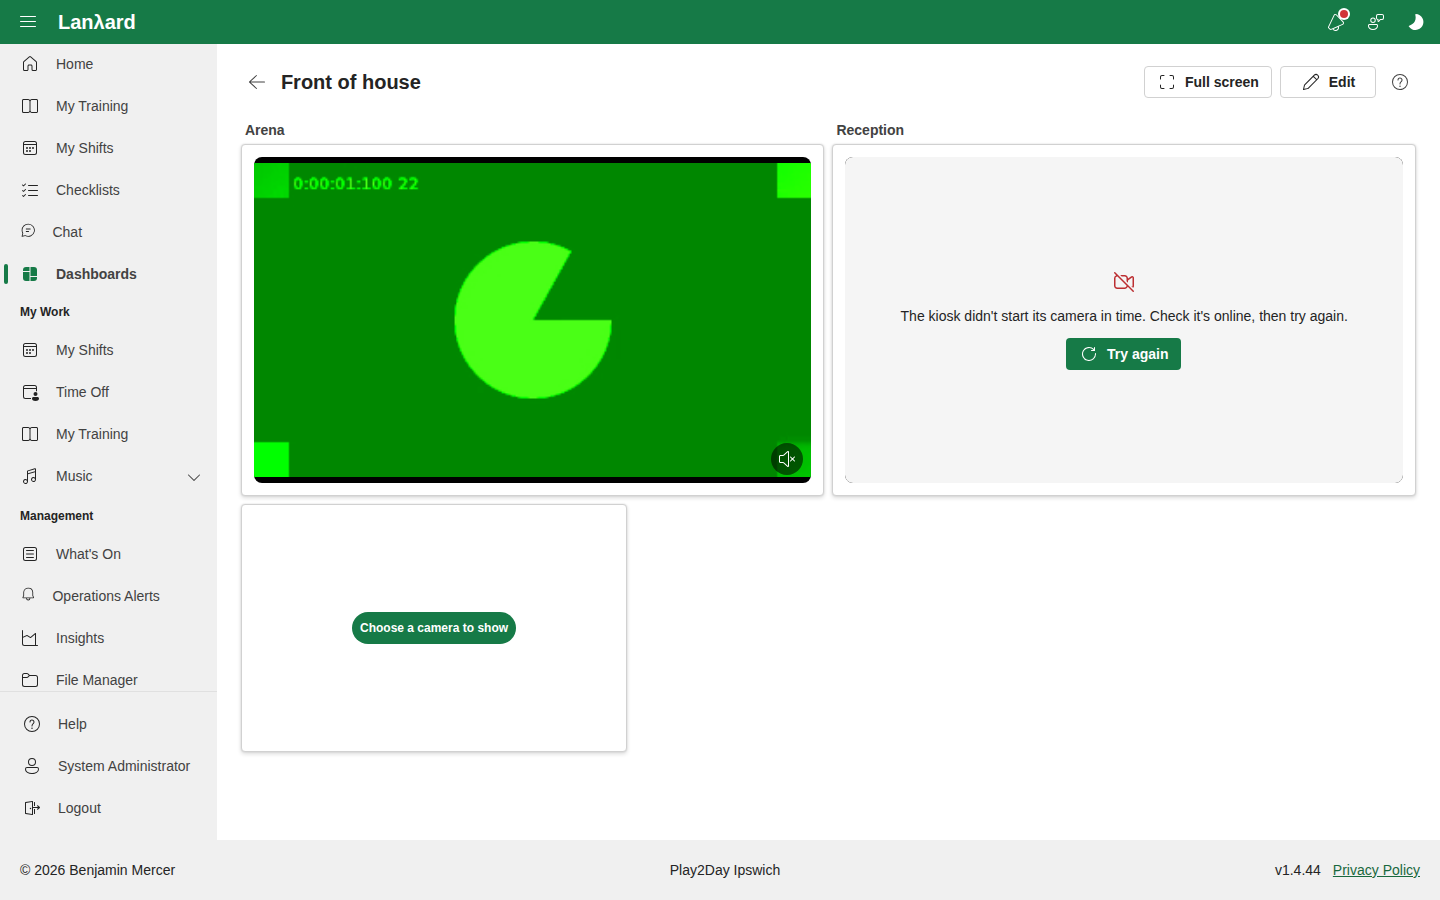 Lanλard
Home
My Training
My Shifts
Checklists
Chat
Dashboards
My Work
My Shifts
Time Off
My Training
Music
Management
What's On
Operations Alerts
Insights
File Manager
Help
System Administrator
Logout
Front of house
Full screen
Edit
Arena
0:00:01:100 22
Reception
The kiosk didn't start its camera in time. Check it's online, then try again.
Try again
Choose a camera to show
© 2026 Benjamin Mercer
Play2Day Ipswich
v1.4.44 Privacy Policy